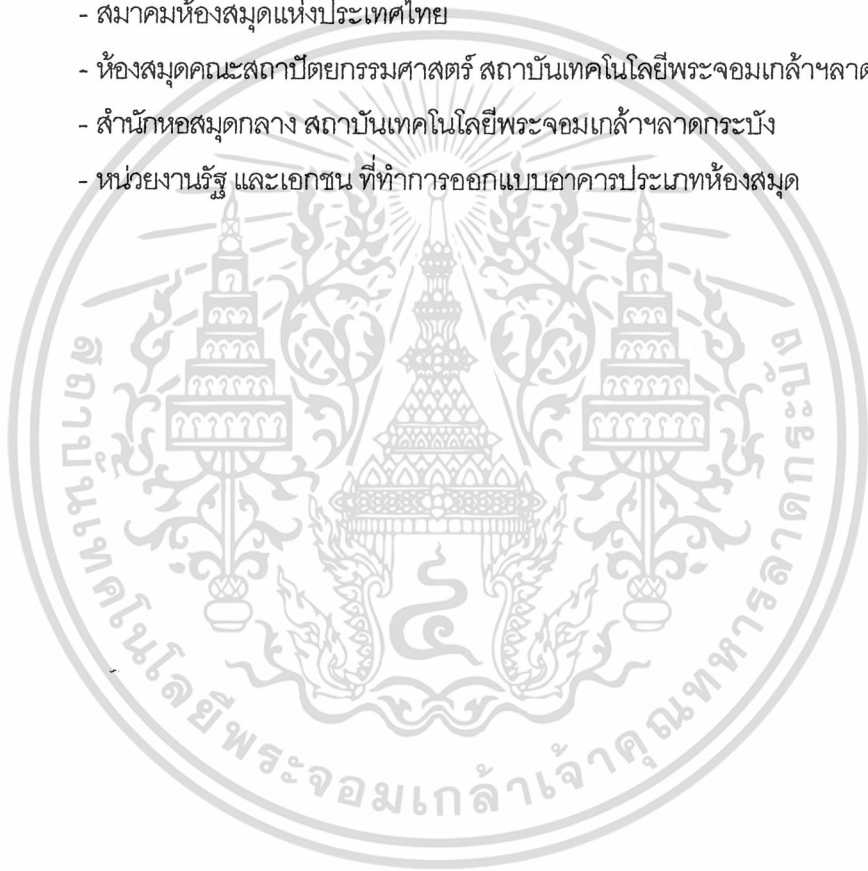 - สมาคมห้องสมุดแห่งประเทศไทย
- ห้องสมุดคณะสถาปัตยกรรมศาสตร์ สถาบันเทคโนโลยีพระจอมเกล้าฯลาด
- สำนักหอสมุดกลาง สถาบันเทคโนโลยีพระจอมเกล้าฯลาดกระบัง
- หน่วยงานรัฐ และเอกชน ที่ทำการออกแบบอาคารประเภทห้องสมุด
สถาบันเทคโนโลยีพระจอมเกล้าเจ้าคุณทหารลาดกระบัง
๔